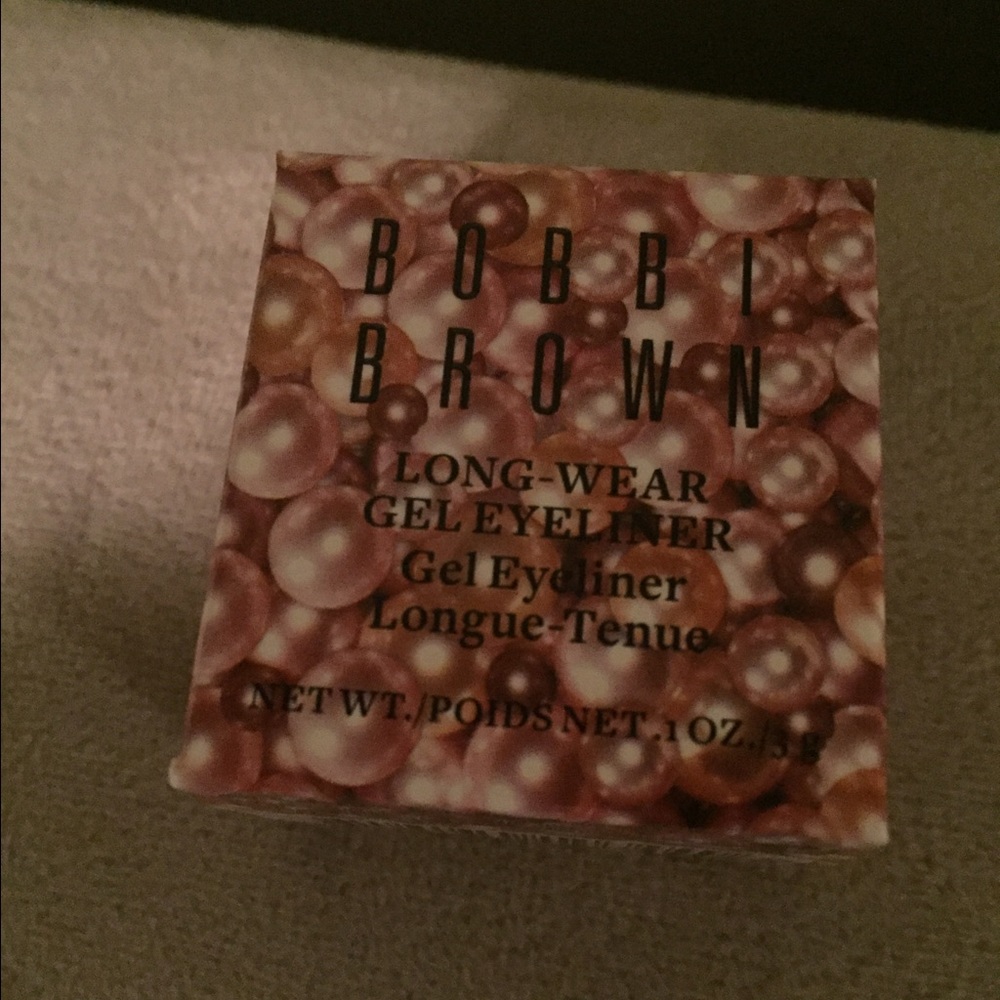 BOBBI
BROWN
LONG-WEAR
GEL EYELINER
Gel Eyeliner
Longue-Tenue
NET WT./POIDS NET .1 OZ./3 g